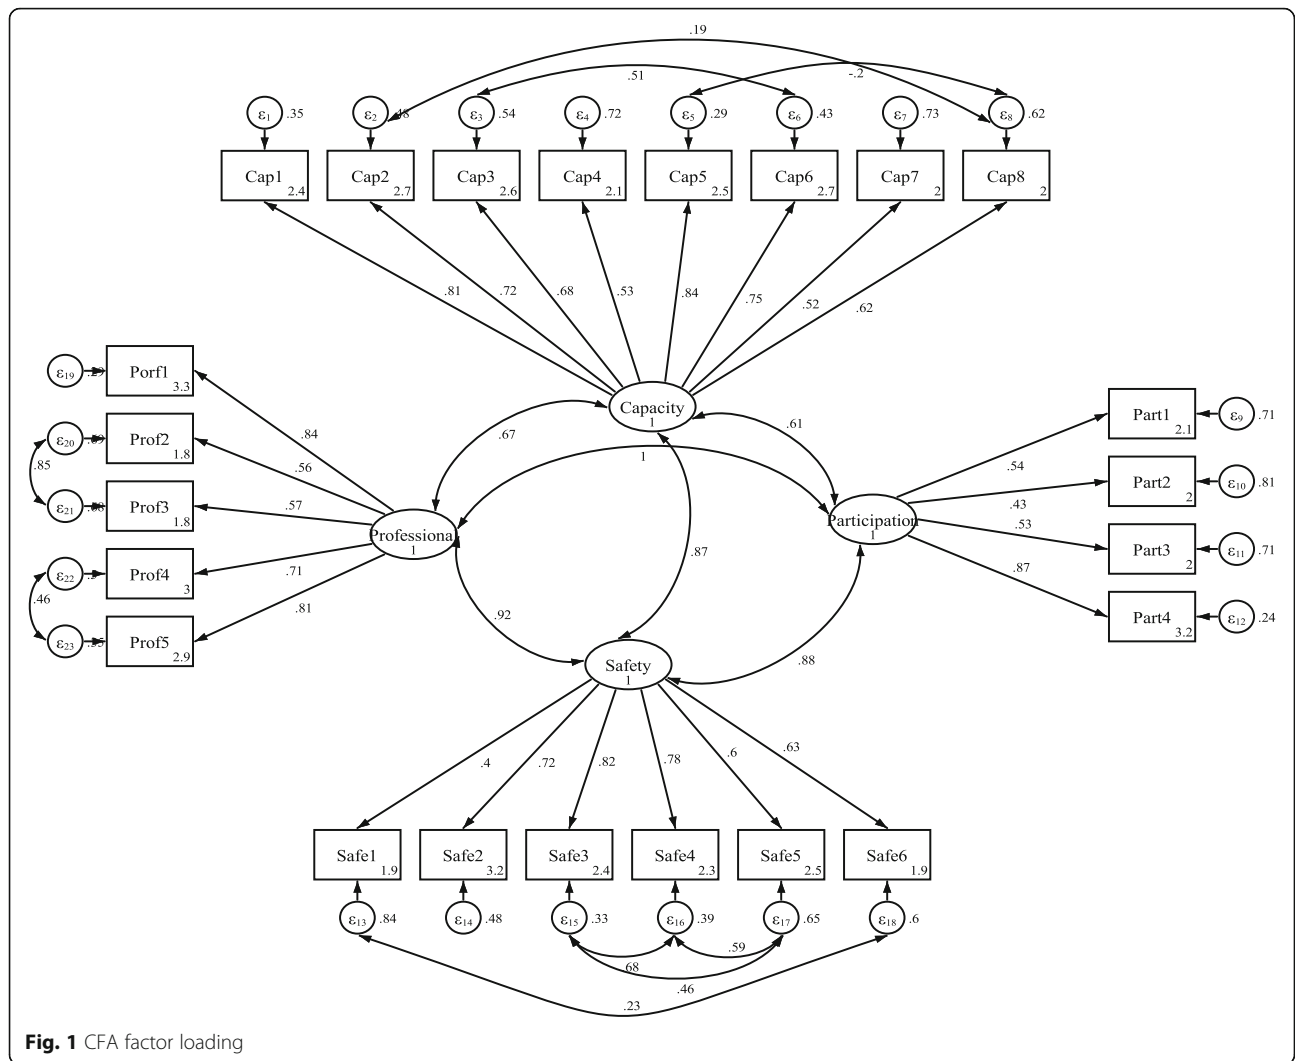 .19
.51
-.2
ε1 .35
ε2 .48
ε3 .54
ε4 .72
ε5 .29
ε6 .43
ε7 .73
ε8 .62
Cap1 2.4
Cap2 2.7
Cap3 2.6
Cap4 2.1
Cap5 2.5
Cap6 2.7
Cap7 2
Cap8 2
.81
.72
.68
.53
.84
.75
.52
.62
Capacity
1
ε19
Porf1 3.3
ε20
Prof2 1.8
.85
ε21
Prof3 1.8
ε22
Prof4 3
.46
ε23
Prof5 2.9
.84
.56
.57
.71
.81
Professional
1
.67
1
.61
.87
.92
.88
Participation
1
.54
.43
.53
.87
Part1 2.1
ε9 .71
Part2 2
ε10 .81
Part3 2
ε11 .71
Part4 3.2
ε12 .24
Safety
1
.4
.72
.82
.78
.6
.63
Safe1 1.9
Safe2 3.2
Safe3 2.4
Safe4 2.3
Safe5 2.5
Safe6 1.9
ε13 .84
ε14 .48
ε15 .33
ε16 .39
ε17 .65
ε18 .6
.68
.59
.46
.23
Fig. 1 CFA factor loading